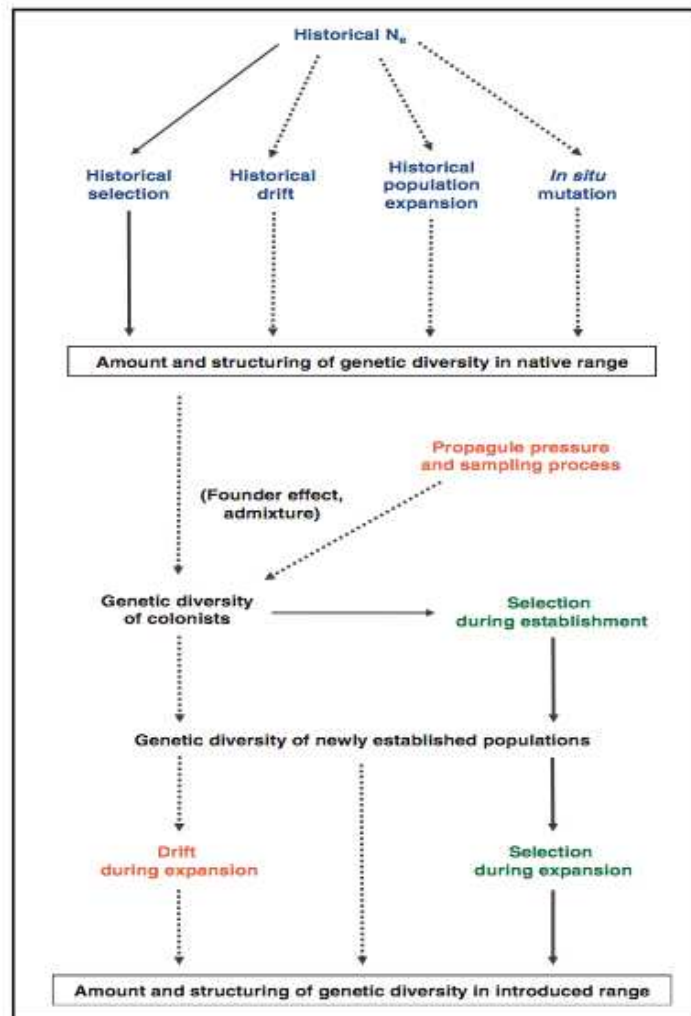 Historical Ne
Historical selection
Historical drift
Historical population expansion
In situ mutation
Amount and structuring of genetic diversity in native range
Propagule pressure and sampling process
(Founder effect, admixture)
Genetic diversity of colonists
Selection during establishment
Genetic diversity of newly established populations
Drift during expansion
Selection during expansion
Amount and structuring of genetic diversity in introduced range